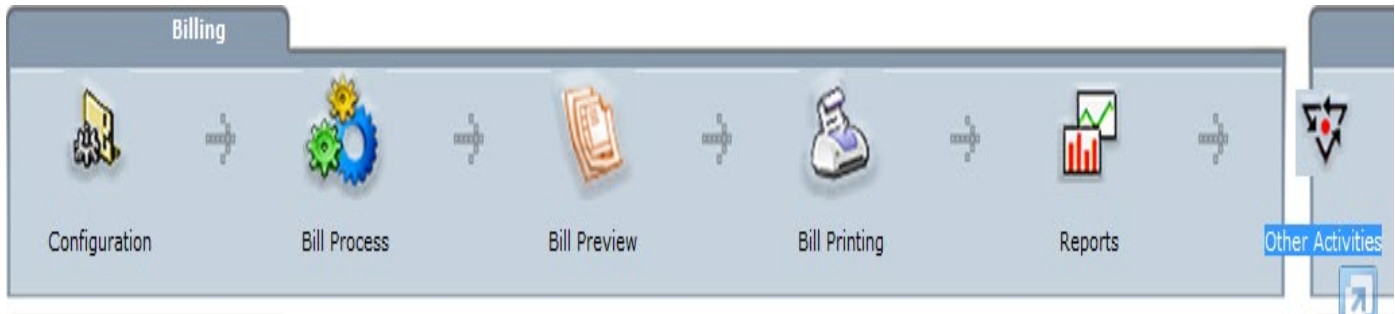 Billing
Configuration
Bill Process
Bill Preview
Bill Printing
Reports
Other Activities